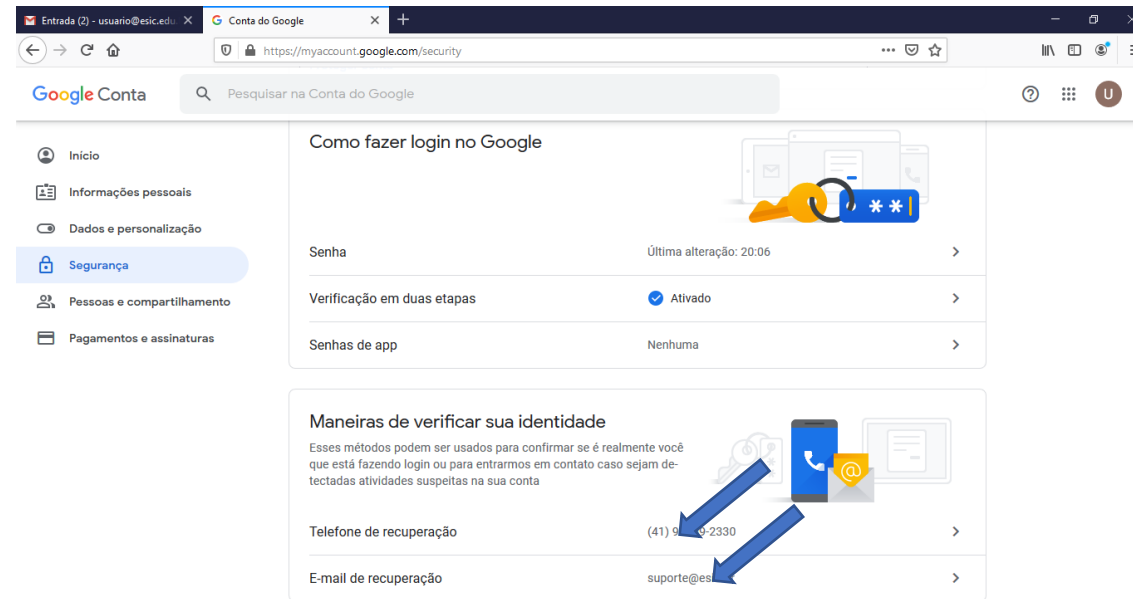 Entrada (2) - usuario@esic.edu.
Conta do Google
https://myaccount.google.com/security
Google Conta
Pesquisar na Conta do Google
U
Início
Informações pessoais
Dados e personalização
Segurança
Pessoas e compartilhamento
Pagamentos e assinaturas
Como fazer login no Google
**|
Senha
Última alteração: 20:06
Verificação em duas etapas
Ativado
Senhas de app
Nenhuma
Maneiras de verificar sua identidade
Esses métodos podem ser usados para confirmar se é realmente você
que está fazendo login ou para entrarmos em contato caso sejam de-
tectadas atividades suspeitas na sua conta
@
Telefone de recuperação
(41) 9 9-2330
E-mail de recuperação
suporte@es